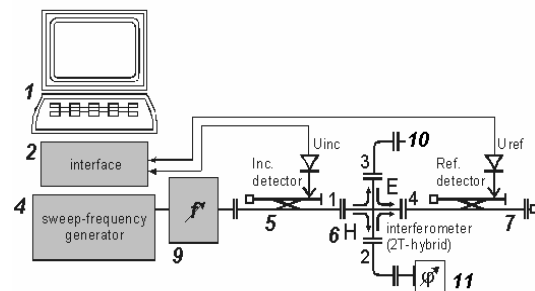 1
2
interface
4
sweep-frequency
generator
f
9
Inc.
detector
Uinc
5
1
6 H
2
3
10
E
4
Ref.
detector
Uref
interferometer
(2T-hybrid)
7
φ
11